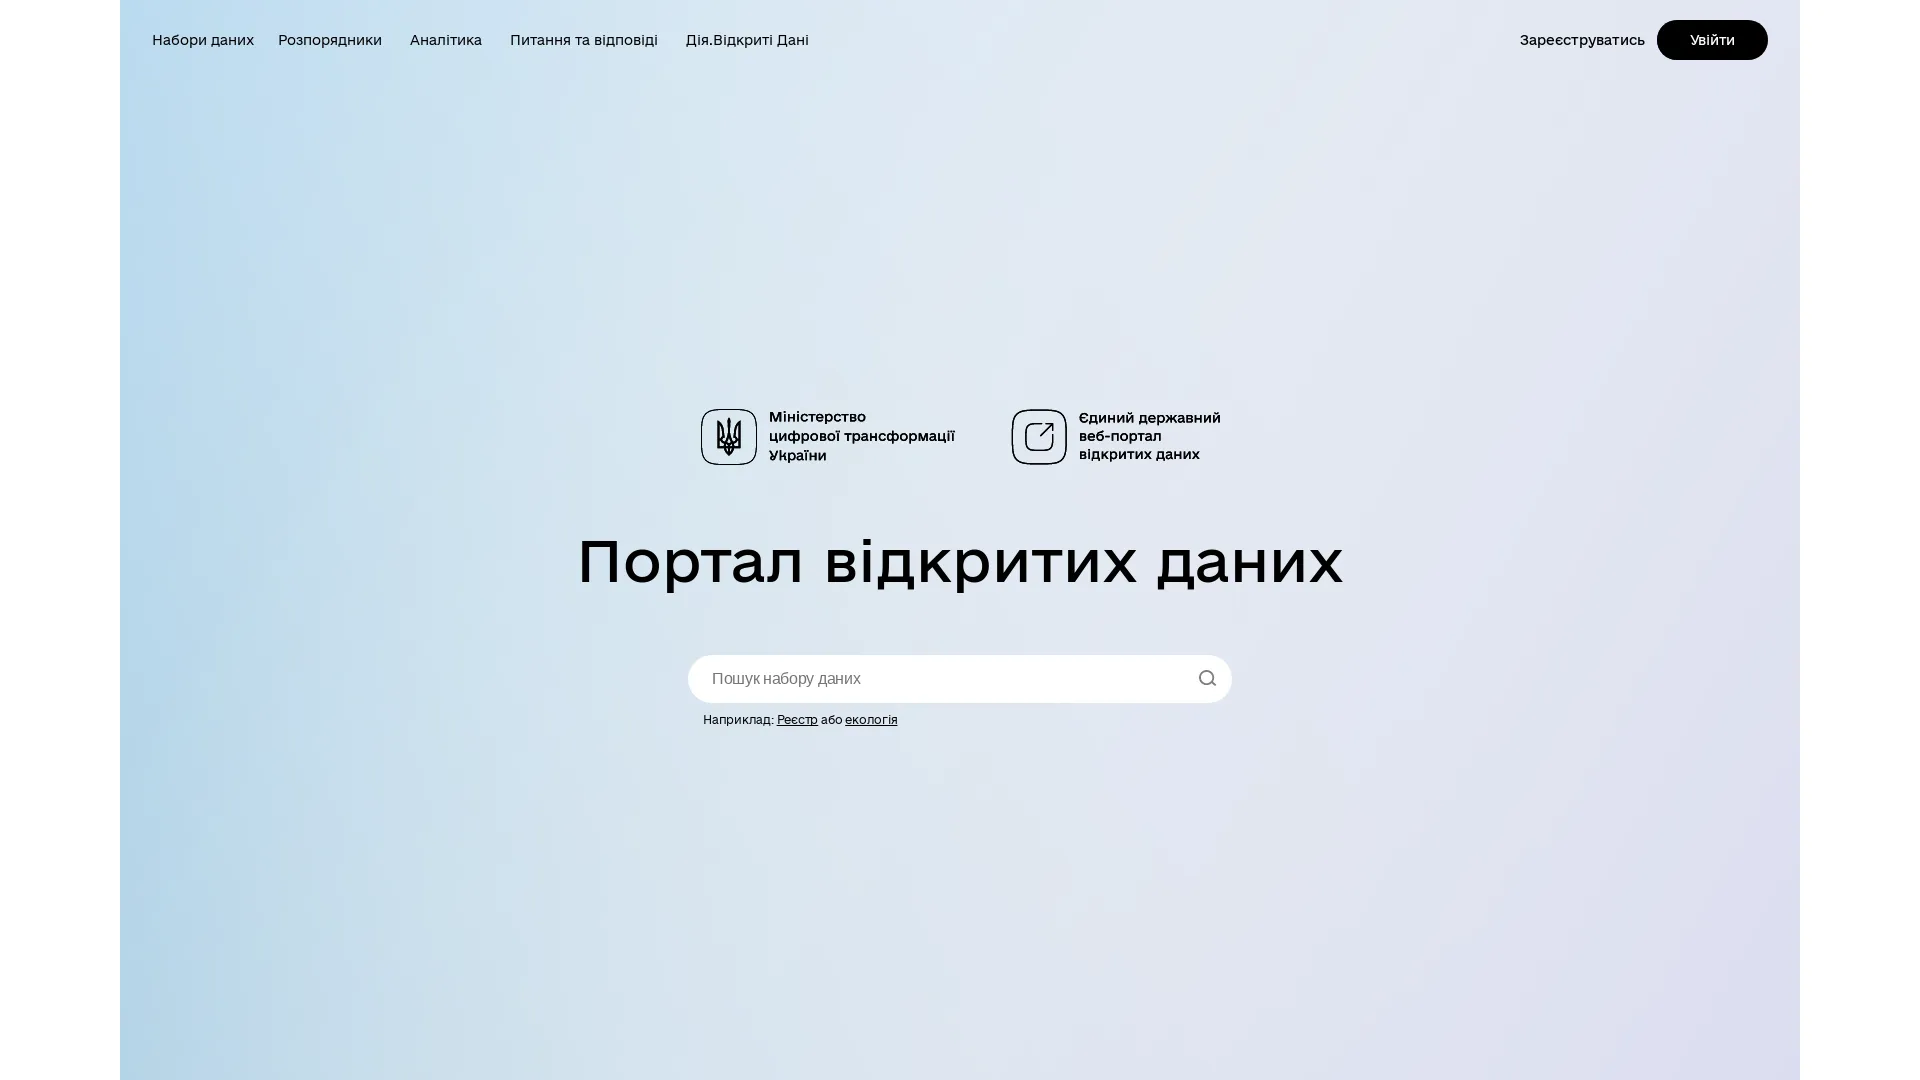 Набори даних
Розпорядники
Аналітика
Питання та відповіді
Дія.Відкриті Дані
Зареєструватись
Увійти
Міністерство
цифрової трансформації
України
Єдиний державний
веб-портал
відкритих даних
Портал відкритих даних
Пошук набору даних
Наприклад: Реєстр або екологія